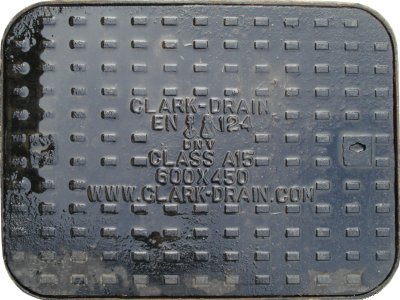 CLARK-DRAIN
EN 124
DNV
CLASS A15
600X450
WWW.CLARK-DRAIN.COM